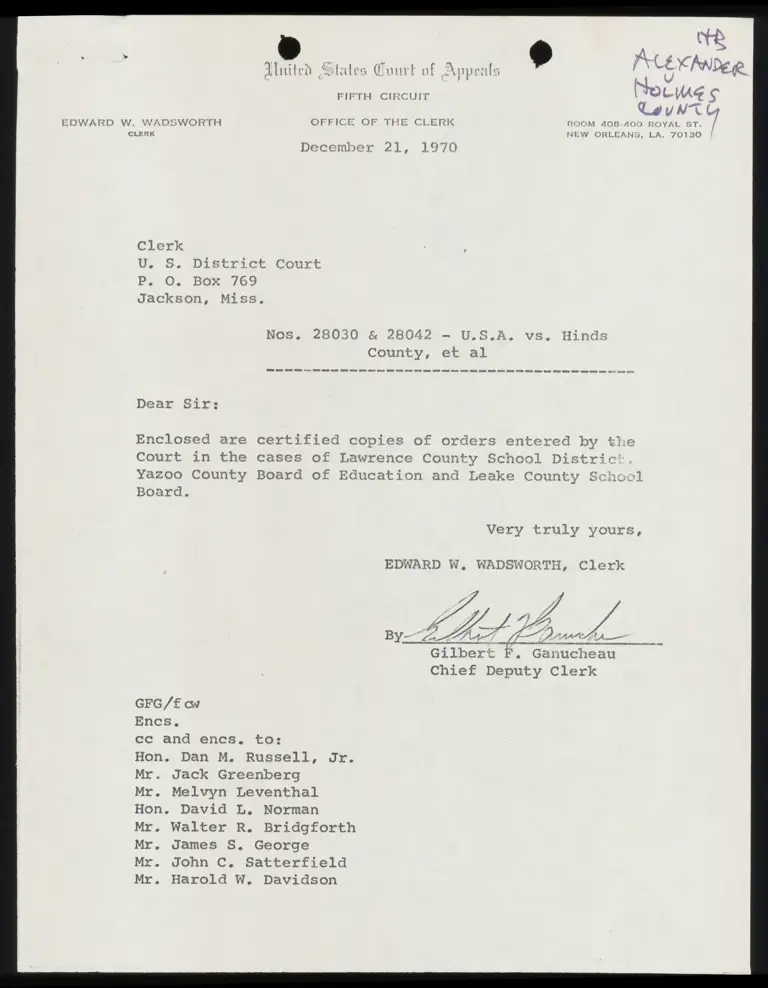 HB
ALEXANDER
v
HOLMES
COUNTY
United States Court of Appeals
FIFTH CIRCUIT
EDWARD W. WADSWORTH
CLERK
OFFICE OF THE CLERK
ROOM 408-400 ROYAL ST.
NEW ORLEANS, LA. 70130
December 21, 1970
Clerk
U. S. District Court
P. O. Box 769
Jackson, Miss.
Nos. 28030 & 28042 - U.S.A. vs. Hinds
County, et al
Dear Sir:
Enclosed are certified copies of orders entered by the
Court in the cases of Lawrence County School District.
Yazoo County Board of Education and Leake County School
Board.
Very truly yours,
EDWARD W. WADSWORTH, Clerk
By Gilbert F Ganucheau
Gilbert F. Ganucheau
Chief Deputy Clerk
GFG/fcw
Encs.
cc and encs. to:
Hon. Dan M. Russell, Jr.
Mr. Jack Greenberg
Mr. Melvyn Leventhal
Hon. David L. Norman
Mr. Walter R. Bridgforth
Mr. James S. George
Mr. John C. Satterfield
Mr. Harold W. Davidson